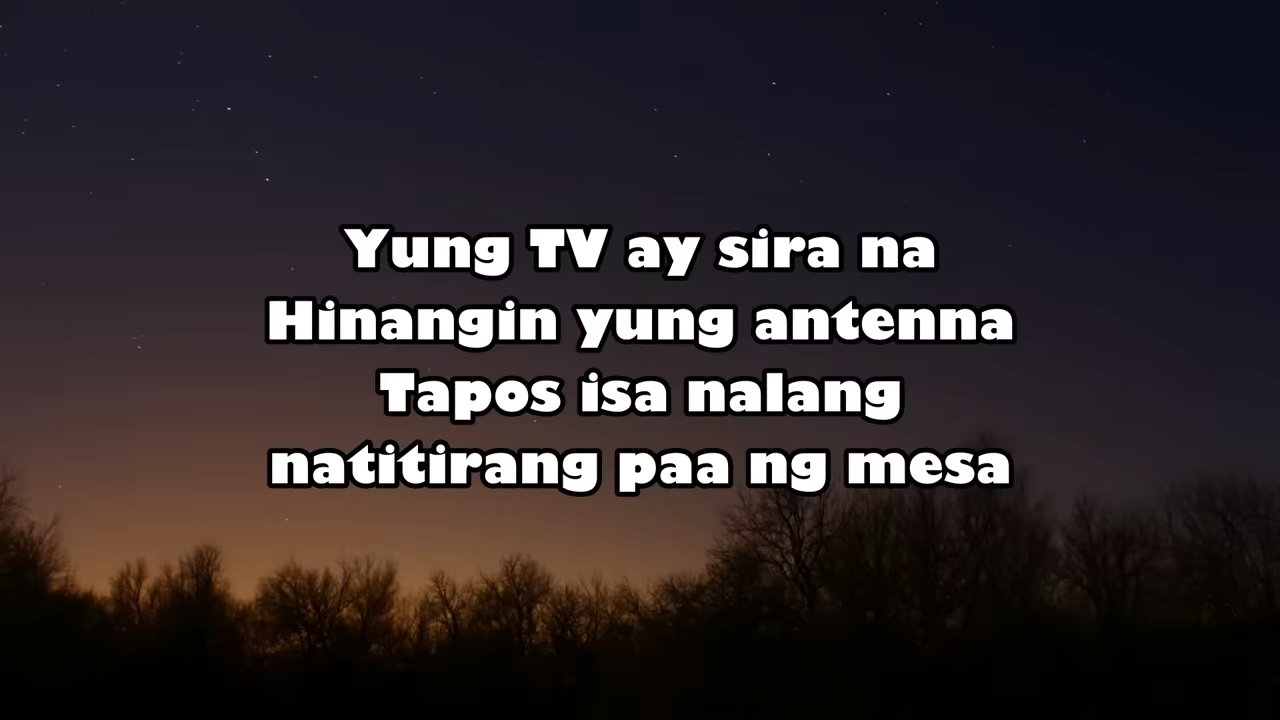 Yung TV ay sira na
Hinangin yung antenna
Tapos isa nalang
natitirang paa ng mesa